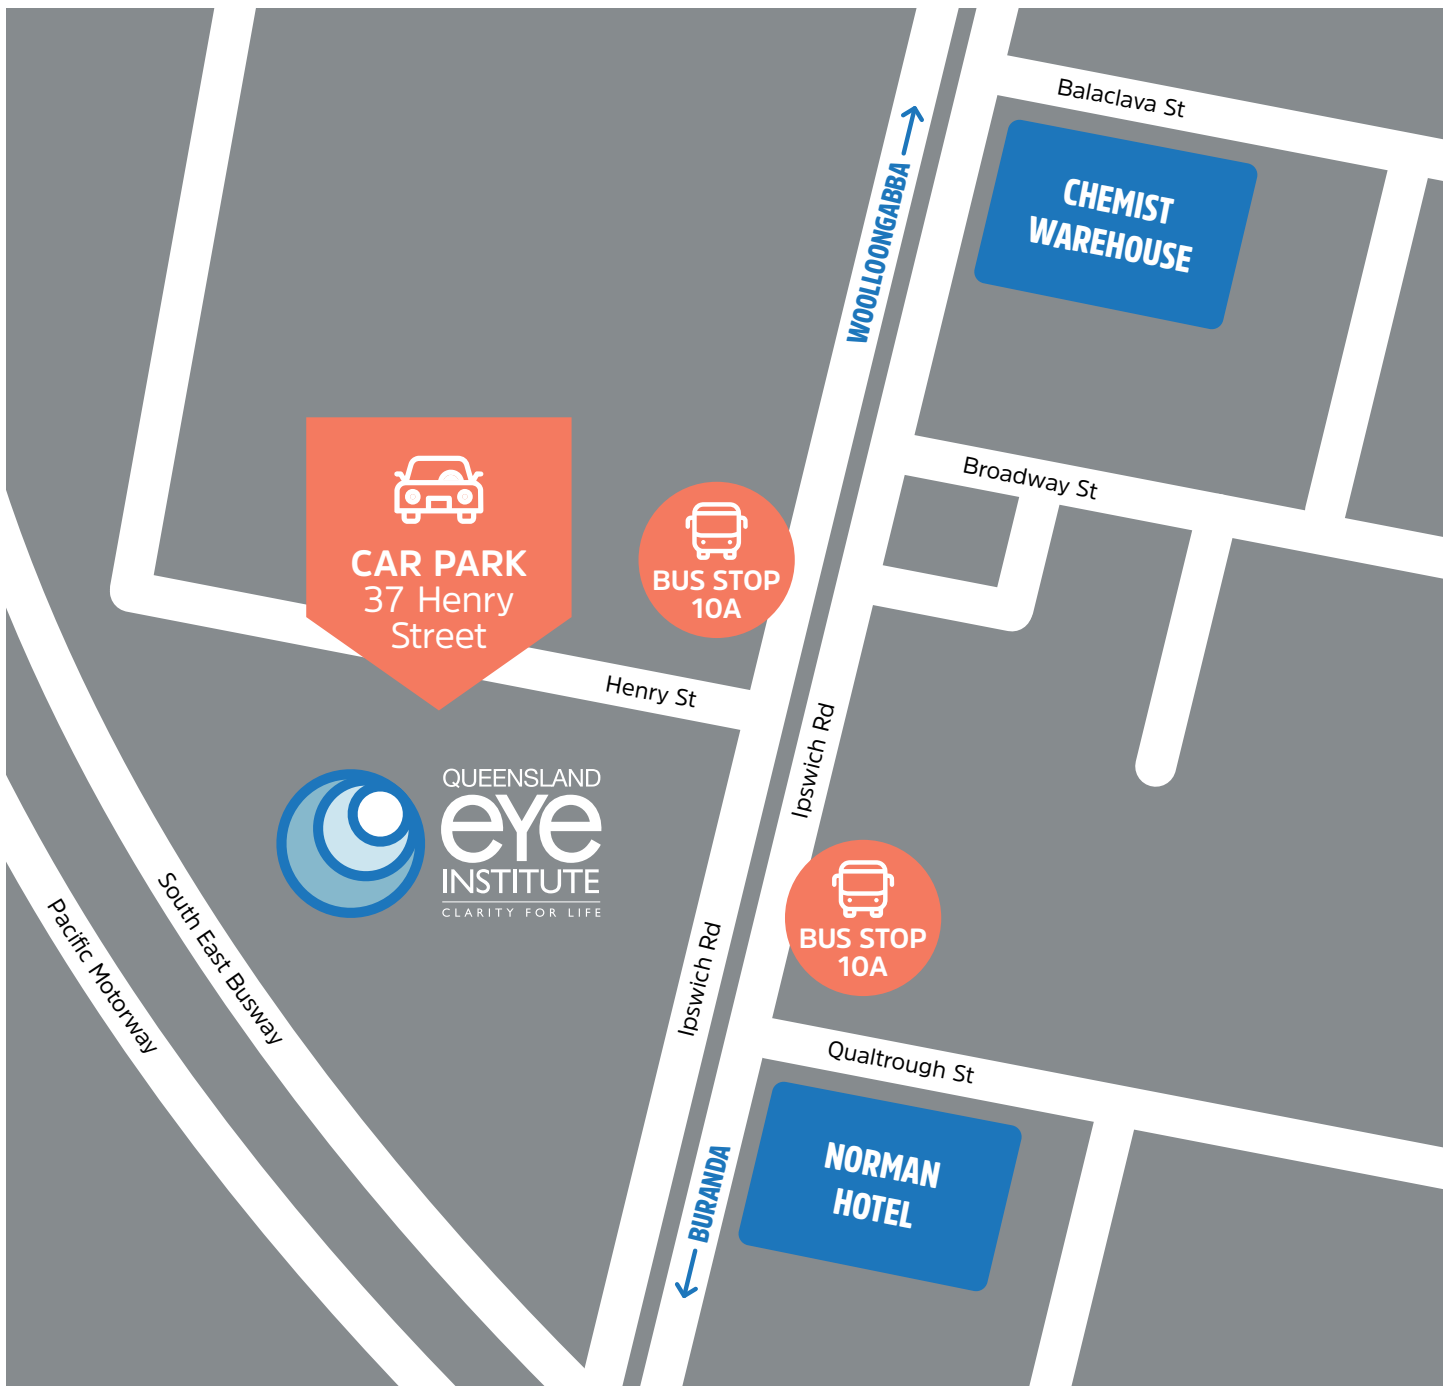 Balaclava St
CHEMIST
WAREHOUSE
WOOLLOONGABBA
Broadway St
CAR PARK
37 Henry
Street
BUS STOP
10A
Henry St
Ipswich Rd
QUEENSLAND
eye
INSTITUTE
CLARITY FOR LIFE
South East Busway
Pacific Motorway
Ipswich Rd
BUS STOP
10A
Qualtrough St
BURANDA
NORMAN
HOTEL